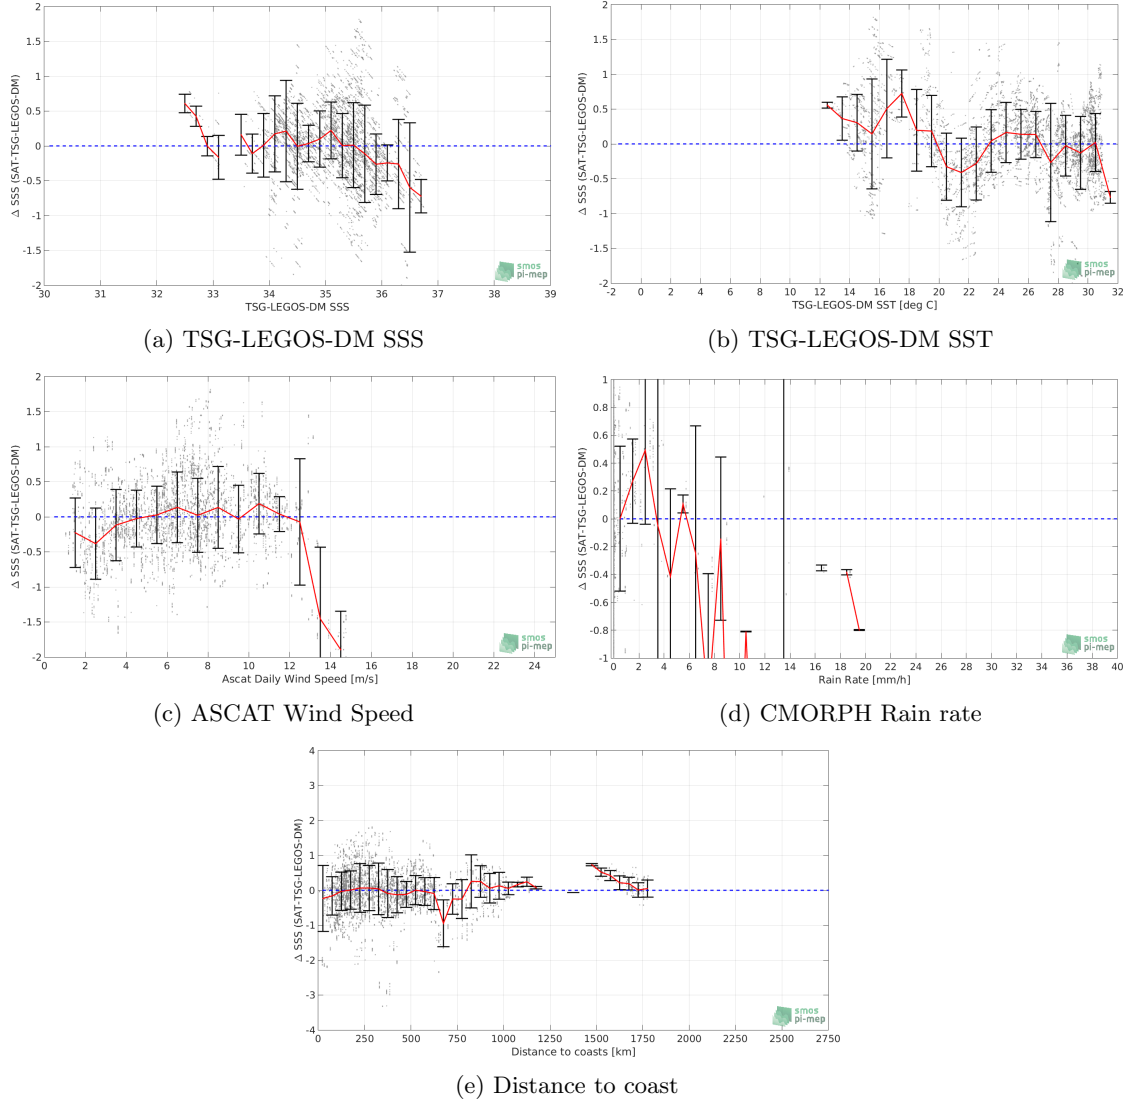 Δ SSS (SAT-TSG-LEGOS-DM)
2
1.5
1
0.5
0
-0.5
-1
-1.5
-2
30 31 32 33 34 35 36 37 38 39
TSG-LEGOS-DM SSS
smos
pi-mep
(a) TSG-LEGOS-DM SSS
Δ SSS (SAT-TSG-LEGOS-DM)
2
1.5
1
0.5
0
-0.5
-1
-1.5
-2
-2 0 2 4 6 8 10 12 14 16 18 20 22 24 26 28 30 32
TSG-LEGOS-DM SST [deg C]
smos
pi-mep
(b) TSG-LEGOS-DM SST
Δ SSS (SAT-TSG-LEGOS-DM)
2
1.5
1
0.5
0
-0.5
-1
-1.5
-2
0 2 4 6 8 10 12 14 16 18 20 22 24
Ascat Daily Wind Speed [m/s]
smos
pi-mep
(c) ASCAT Wind Speed
Δ SSS (SAT-TSG-LEGOS-DM)
1
0.8
0.6
0.4
0.2
0
-0.2
-0.4
-0.6
-0.8
-1
0 2 4 6 8 10 12 14 16 18 20 22 24 26 28 30 32 34 36 38 40
Rain Rate [mm/h]
smos
pi-mep
(d) CMORPH Rain rate
Δ SSS (SAT-TSG-LEGOS-DM)
4
3
2
1
0
-1
-2
-3
-4
0 250 500 750 1000 1250 1500 1750 2000 2250 2500 2750
Distance to coasts [km]
smos
pi-mep
(e) Distance to coast